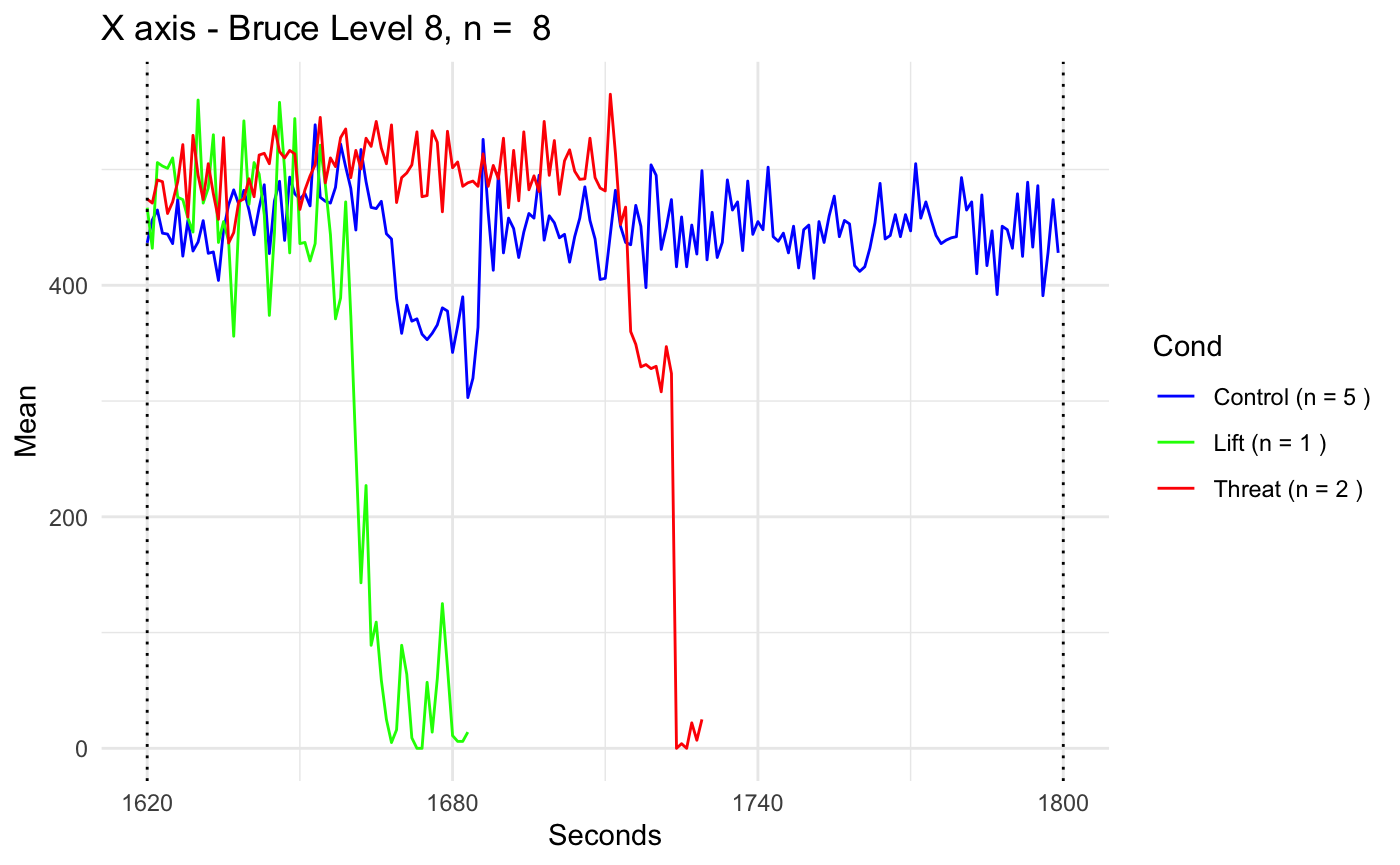 X axis - Bruce Level 8, n =  8
Mean
400
200
0
1620
1680
1740
1800
Seconds
Cond
Control (n = 5 )
Lift (n = 1 )
Threat (n = 2 )